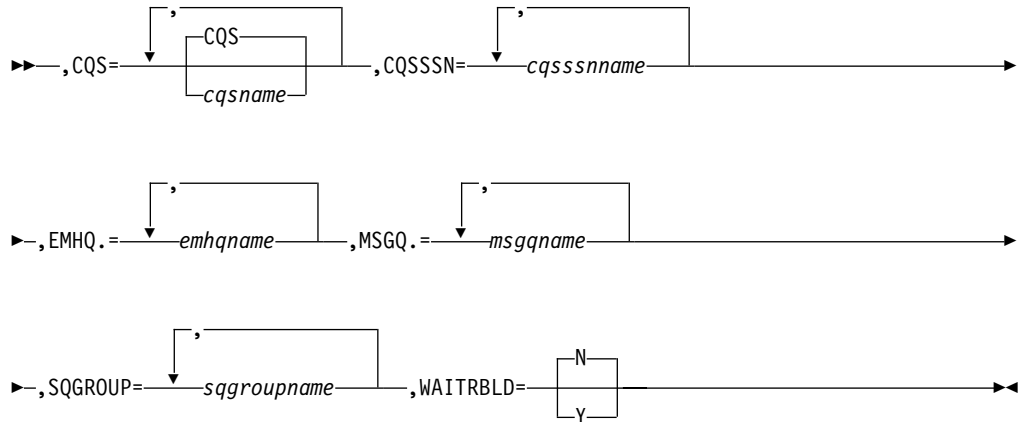 , ,
CQS
,CQS= ,CQSSSN= cqsssnname
cqsname
, ,
,EMHQ.= emhqname ,MSGQ.= msgqname
,
N
,SQGROUP= sqgroupname ,WAITRBLD=
Y